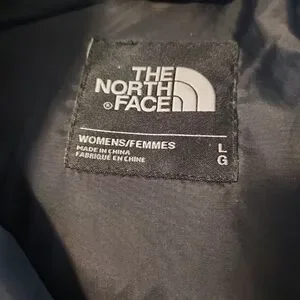 THE
NORTH
® FACE
WOMENS/FEMMES
MADE IN CHINA
FABRIQUÉ EN CHINE
L
G